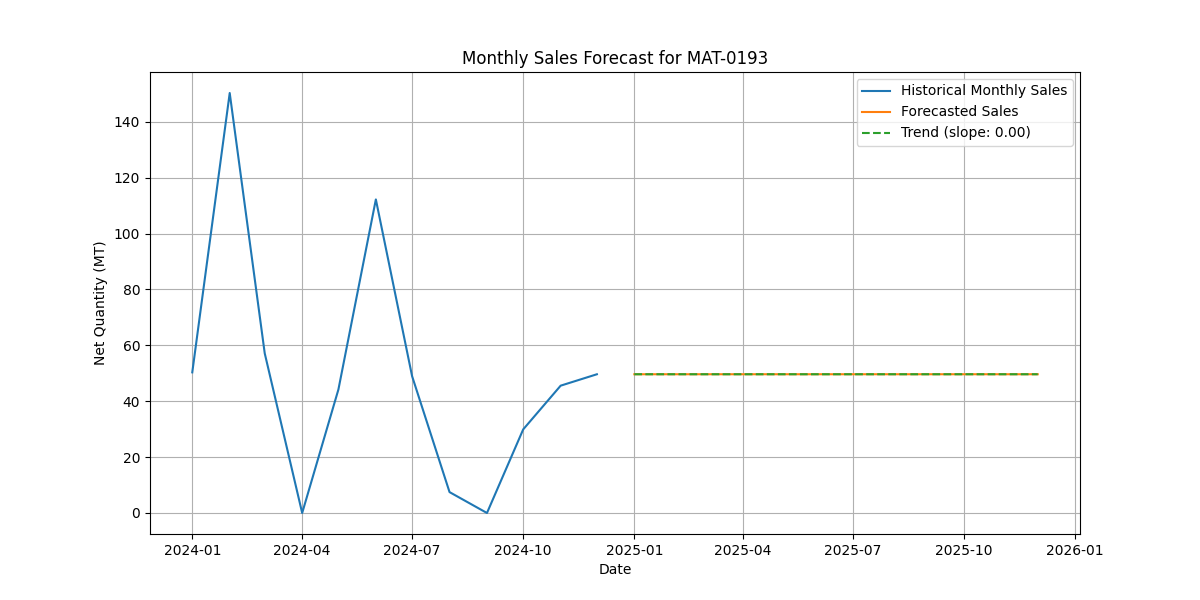 Monthly Sales Forecast for MAT-0193
Historical Monthly Sales
Forecasted Sales
Trend (slope: 0.00)
Net Quantity (MT)
140
120
100
80
60
40
20
0
2024-01 2024-04 2024-07 2024-10 2025-01 2025-04 2025-07 2025-10 2026-01
Date